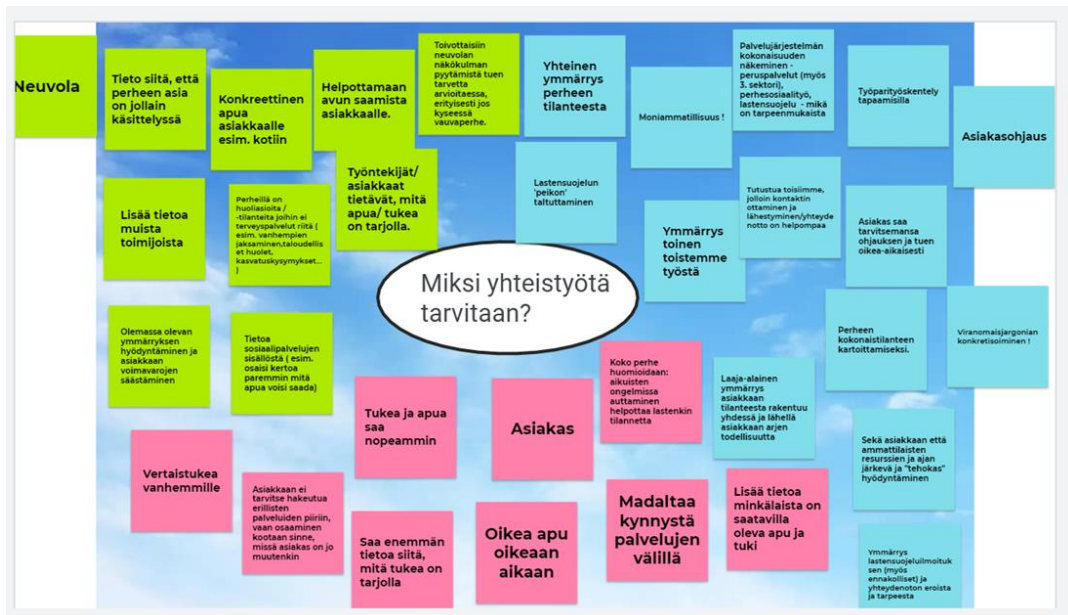 Neuvola
Tieto siitä, että
perheen asia
on jollain
käsittelyssä
Konkreettinen
apua
asiakkaalle
esim. kotiin
Helpottamaan
avun saamista
asiakkaalle.
Toivottaisiin
neuvolan
näkökulman
pyytämistä tuen
tarvetta
arvioitaessa,
erityisesti jos
kyseessä
vauvaperhe.
Yhteinen
ymmärrys
perheen
tilanteesta
Moniammatillisuus !
Palvelujärjestelmän
kokonaisuuden
näkeminen -
peruspalvelut (myös
3. sektori),
perhesosiaalityö,
lastensuojelu - mikä
on tarpeenmukaista
Työparityöskentely
tapaamisilla
Asiakasohjaus
Lisää tietoa
muista
toimijoista
Perheillä on
huoliasioita /
-tilanteita joihin ei
terveyspalvelut riitä (
esim. vanhempien
jaksaminen,taloudellis
et huolet,
kasvatuskysymykset...
)
Työntekijät/
asiakkaat
tietävät, mitä
apua/ tukea
on tarjolla.
Lastensuojelun
'peikon'
taltuttaminen
Ymmärrys
toinen
toistemme
työstä
Tutustua toisiimme,
jolloin kontaktin
ottaminen ja
lähestyminen/yhteyde
notto on helpompaa
Asiakas saa
tarvitsemansa
ohjauksen ja tuen
oikea-aikaisesti
Miksi yhteistyötä
tarvitaan?
Olemassa olevan
ymmärryksen
hyödyntäminen ja
asiakkaan
voimavarojen
säästäminen
Tietoa
sosiaalipalvelujen
sisällöstä ( esim.
osaisi kertoa
paremmin mitä
apua voisi saada)
Perheen
kokonaistilanteen
kartoittamiseksi.
Viranomaisjargonian
konkretisoiminen !
Tukea ja apua
saa
nopeammin
Asiakas
Koko perhe
huomioidaan:
aikuisten
ongelmissa
auttaminen
helpottaa lastenkin
tilannetta
Laaja-alainen
ymmärrys
asiakkaan
tilanteesta rakentuu
yhdessä ja lähellä
asiakkaan arjen
todellisuutta
Sekä asiakkaan että
ammattilaisten
resurssien ja ajan
järkevä ja "tehokas"
hyödyntäminen
Vertaistukea
vanhemmille
Asiakkaan ei
tarvitse hakeutua
erillisten
palveluiden piiriin,
vaan osaaminen
kootaan sinne,
missä asiakas on jo
muutenkin
Saa enemmän
tietoa siitä,
mitä tukea on
tarjolla
Oikea apu
oikeaan
aikaan
Madaltaa
kynnystä
palvelujen
välillä
Lisää tietoa
minkälaista on
saatavilla
oleva apu ja
tuki
Ymmärrys
lastensuojeluilmoituk
sen (myös
ennakolliset) ja
yhteydenoton eroista
ja tarpeesta